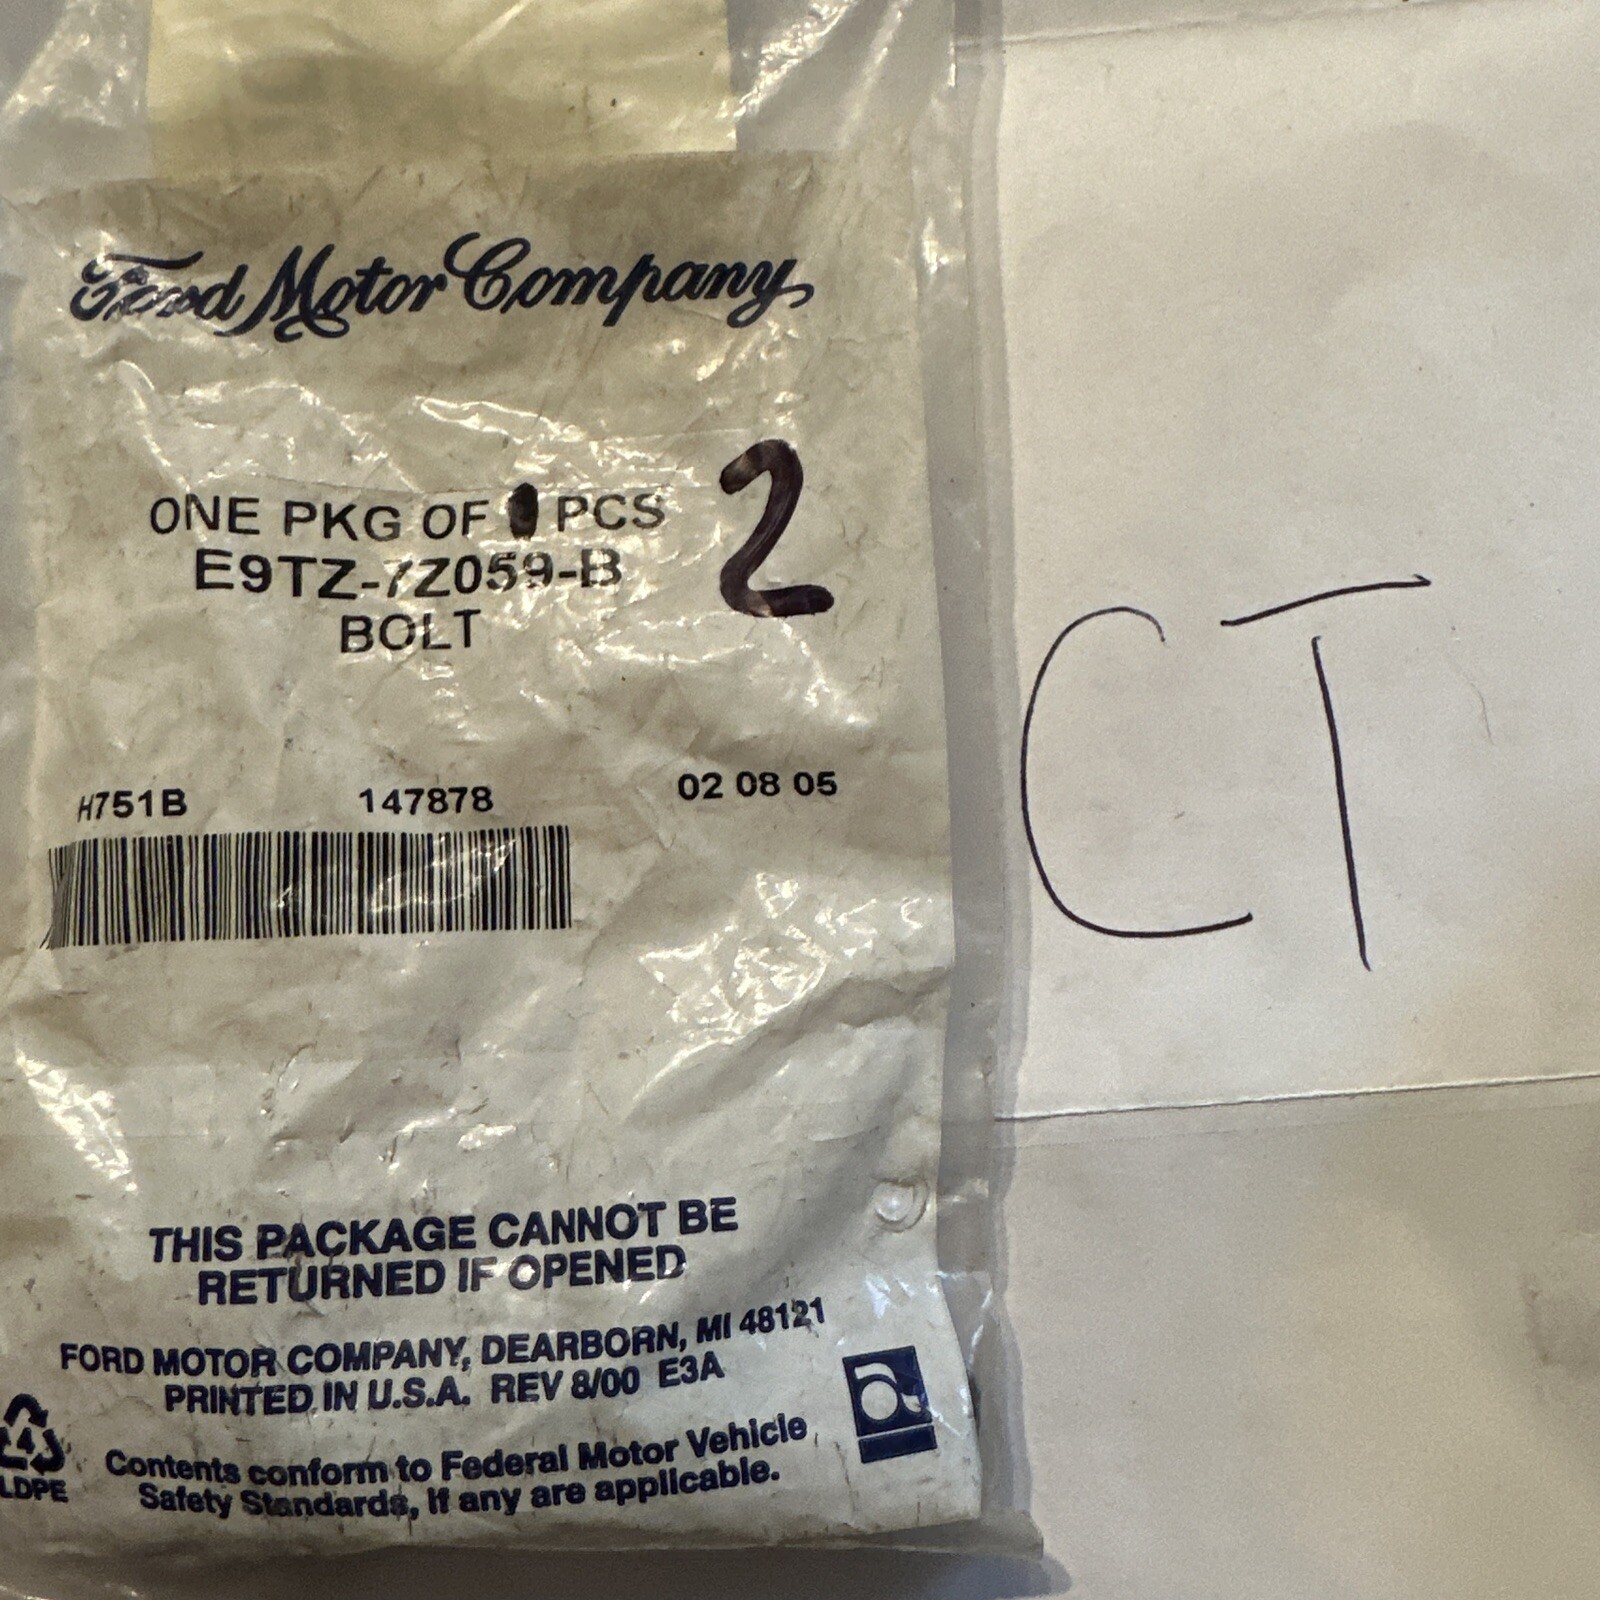 Ford Motor Company
ONE PKG OF PCS 2
E9TZ-7Z059-B
BOLT
H751B 147878 02 08 05
CT
THIS PACKAGE CANNOT BE
RETURNED IF OPENED
FORD MOTOR COMPANY, DEARBORN, MI 48121
PRINTED IN U.S.A. REV 8/00 E3A
4
LDPE
Contents conform to Federal Motor Vehicle
Safety Standards, if any are applicable.
a